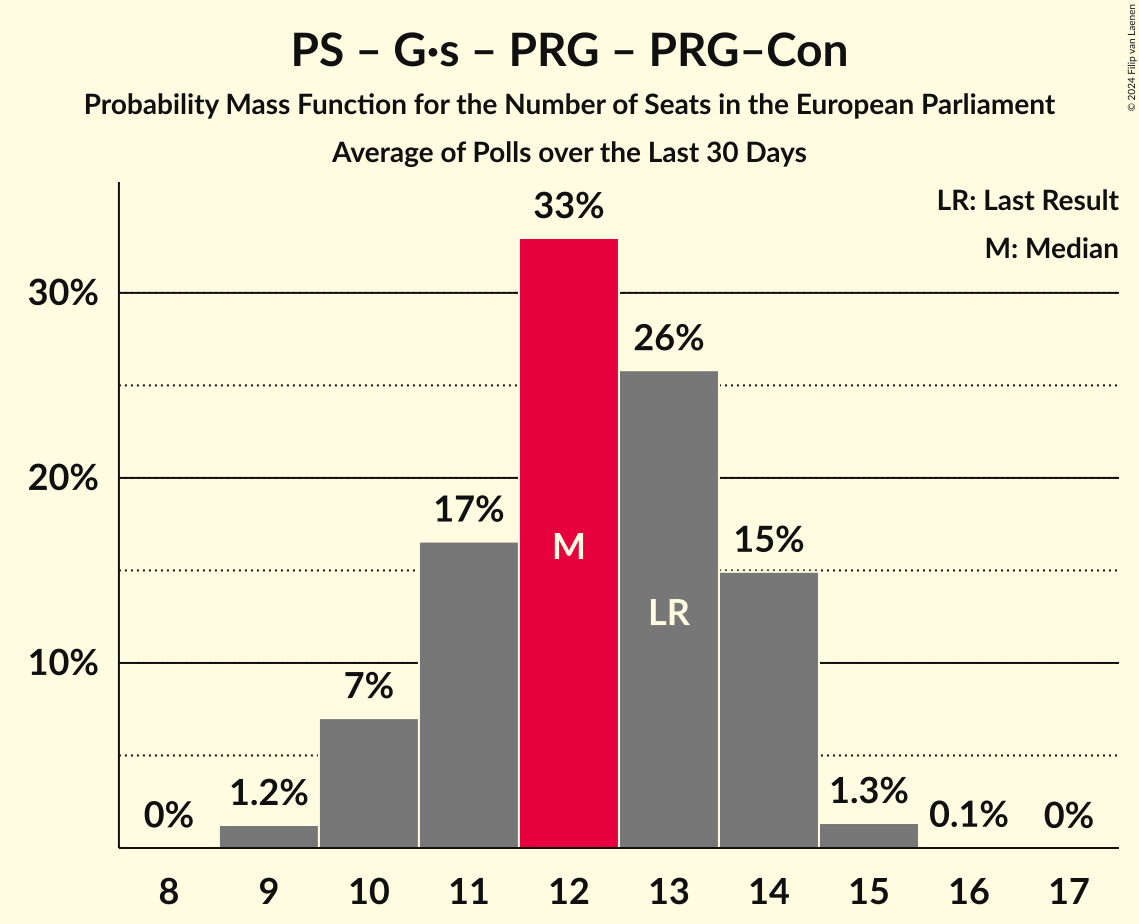 PS – G·s – PRG – PRG–Con
Probability Mass Function for the Number of Seats in the European Parliament
Average of Polls over the Last 30 Days
© 2024 Filip van Laenen
LR: Last Result
M: Median
30%
20%
10%
0%
1.2%
7%
17%
33%
26%
15%
1.3%
0.1%
0%
M
LR
8 9 10 11 12 13 14 15 16 17